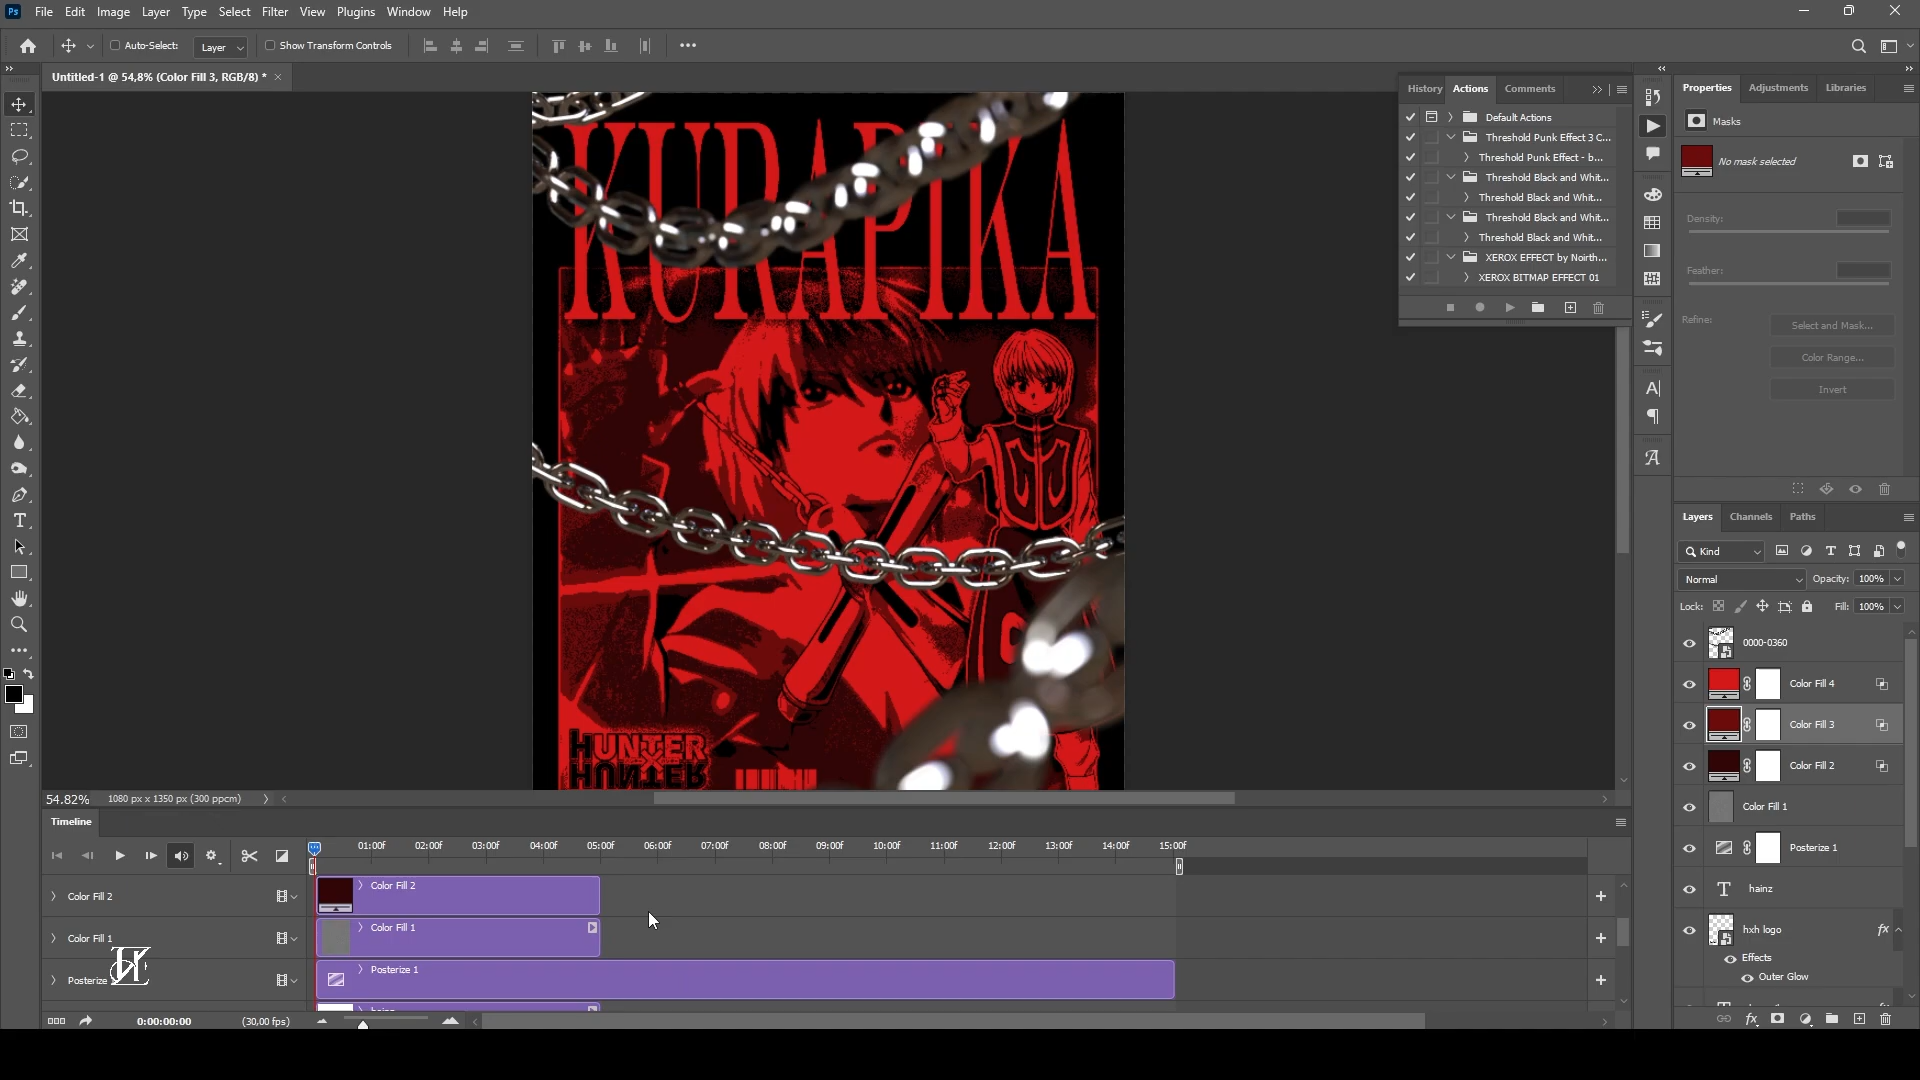 Ps File Edit Image Layer Type Select Filter View Plugins Window Help
Auto-Select: Layer Show Transform Controls
Untitled-1 @ 54,8% (Color Fill 3, RGB/8) *
History Actions Comments
Default Actions
Threshold Punk Effect 3 C...
Threshold Punk Effect - b...
Threshold Black and Whit...
Threshold Black and Whit...
Threshold Black and Whit...
Threshold Black and Whit...
XEROX EFFECT by Noirth...
XEROX BITMAP EFFECT 01
Properties Adjustments Libraries
Masks
No mask selected
Density:
Feather:
Refine: Select and Mask...
Color Range...
Invert
KURAPIKA
HUNTER
HUNTER
Layers Channels Paths
Kind
Normal Opacity: 100%
Lock: Fill: 100%
0000-0360
Color Fill 4
Color Fill 3
Color Fill 2
Color Fill 1
Posterize 1
hainz
hxh logo fx
Effects
Outer Glow
54.82% 1080 px x 1350 px (300 ppcm)
Timeline
01:00f 02:00f 03:00f 04:00f 05:00f 06:00f 07:00f 08:00f 09:00f 10:00f 11:00f 12:00f 13:00f 14:00f 15:00f
Color Fill 2 Color Fill 2
Color Fill 1 Color Fill 1
Posterize Posterize 1
hainz
0:00:00:00 (30,00 fps)